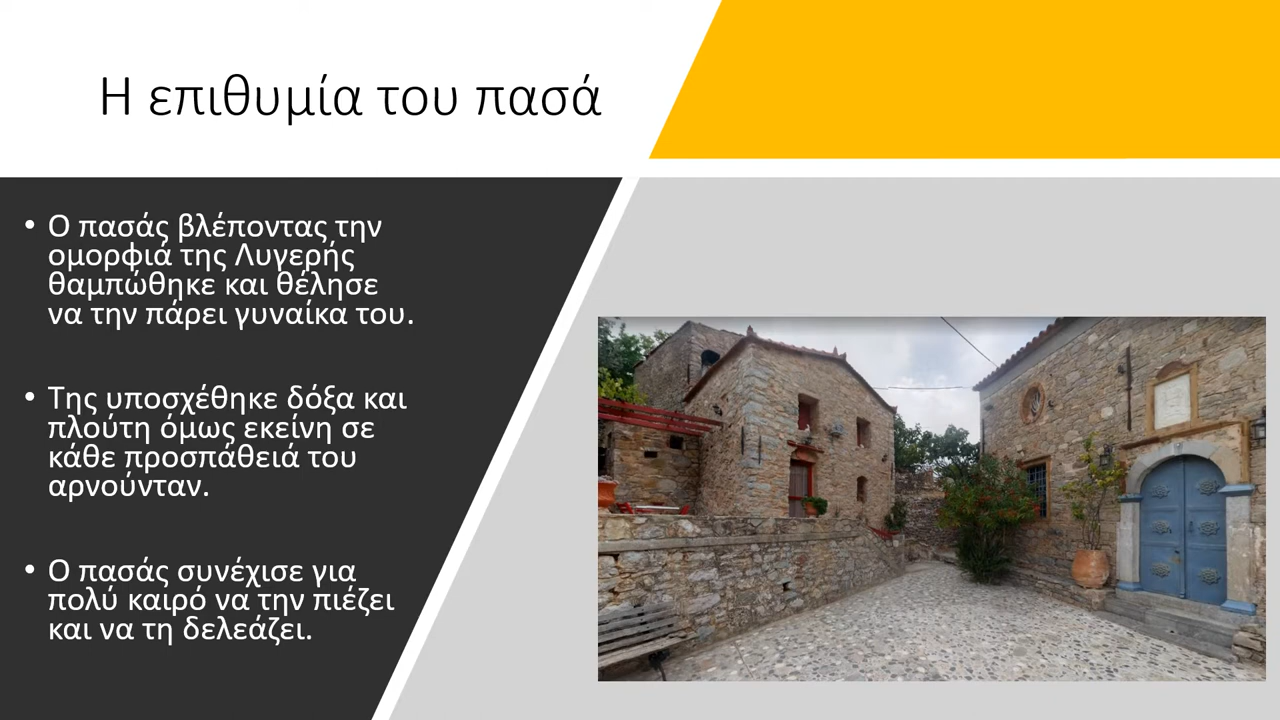 Η επιθυμία του πασά
• Ο πασάς βλέποντας την
ομορφιά της Λυγερής
θαμπώθηκε και θέλησε
να την πάρει γυναίκα του.
• Της υποσχέθηκε δόξα και
πλούτη όμως εκείνη σε
κάθε προσπάθειά του
αρνούνταν.
• Ο πασάς συνέχισε για
πολύ καιρό να την πιέζει
και να τη δελεάζει.